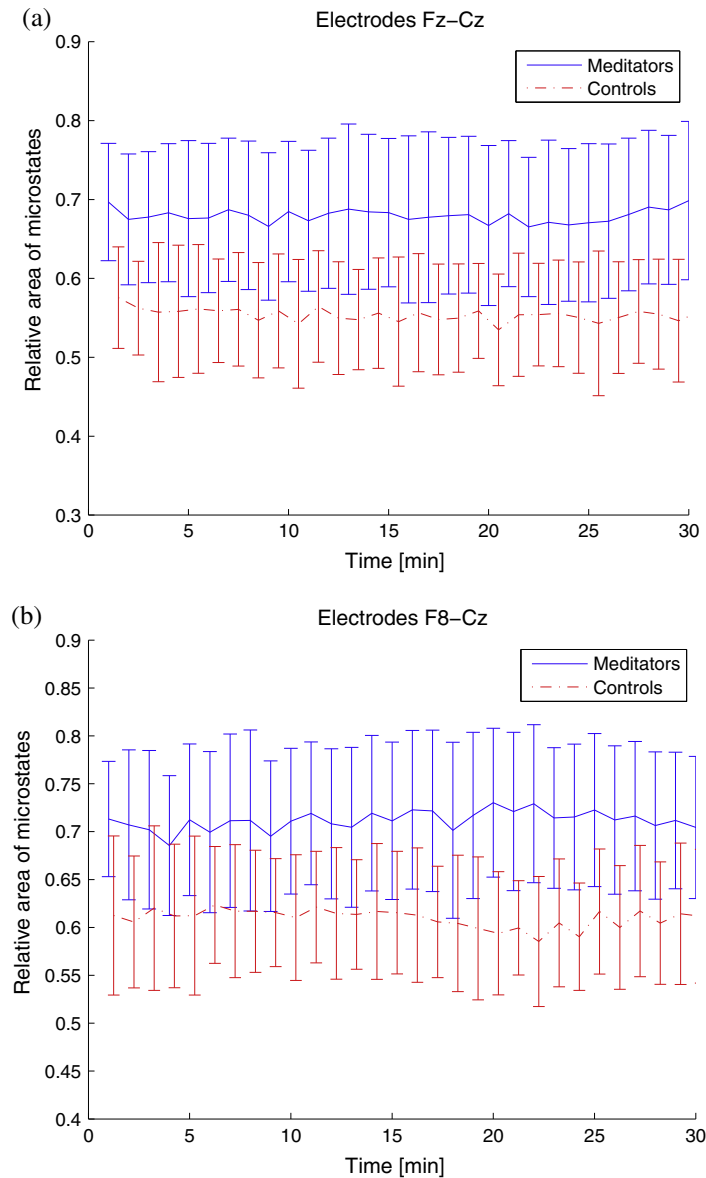 (a)
Electrodes Fz−Cz
Meditators
Controls
0.9
0.8
0.7
0.6
0.5
0.4
0.3
Relative area of microstates
0 5 10 15 20 25 30
Time [min]
(b)
Electrodes F8−Cz
Meditators
Controls
0.9
0.85
0.8
0.75
0.7
0.65
0.6
0.55
0.5
0.45
0.4
Relative area of microstates
0 5 10 15 20 25 30
Time [min]